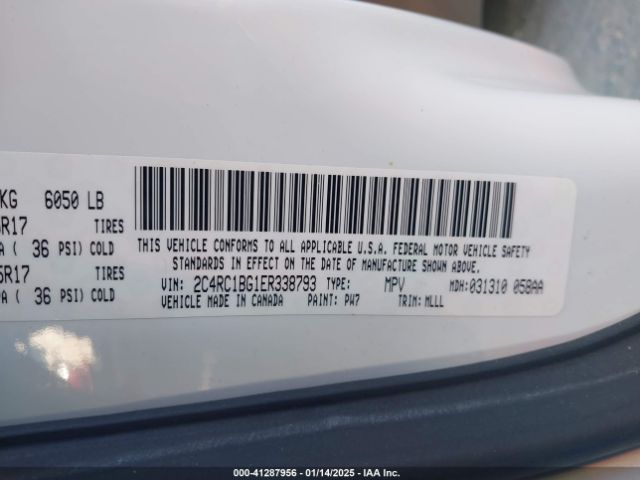 KG 6050 LB
R17 TIRES
A ( 36 PSI) COLD
5R17 TIRES
A ( 36 PSI) COLD
THIS VEHICLE CONFORMS TO ALL APPLICABLE U.S.A. FEDERAL MOTOR VEHICLE SAFETY
STANDARDS IN EFFECT ON THE DATE OF MANUFACTURE SHOWN ABOVE.
VIN: 2C4RC1BG1ER338793 TYPE: MPV MDH:031310 058AA
VEHICLE MADE IN CANADA PAINT: PW7 TRIM: MLLL
000-41287956 - 01/14/2025 - IAA Inc.